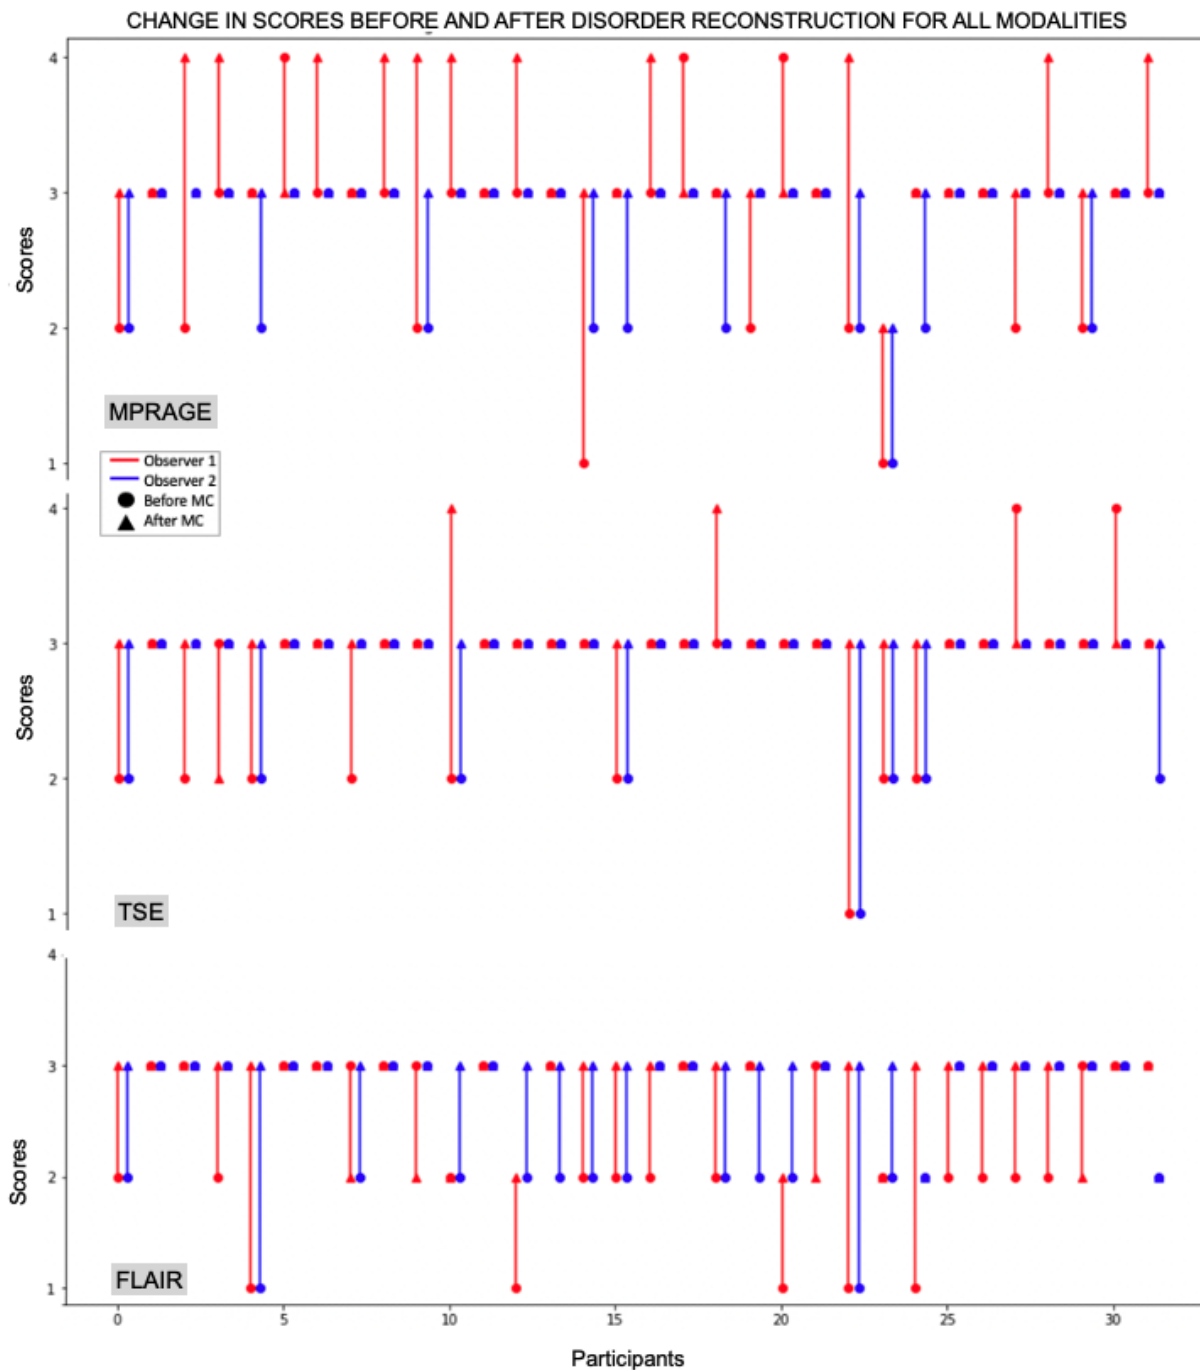 CHANGE IN SCORES BEFORE AND AFTER DISORDER RECONSTRUCTION FOR ALL MODALITIES
4
3
2
1
Scores
MPRAGE
Observer 1
Observer 2
Before MC
After MC
4
3
2
1
Scores
TSE
4
3
2
1
Scores
FLAIR
0 5 10 15 20 25 30
Participants